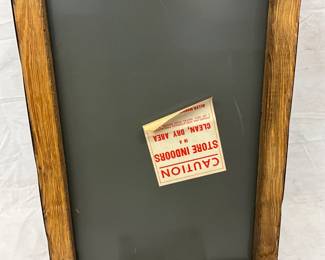 CAUTION
STORE INDOORS
IN A
CLEAN, DRY AREA